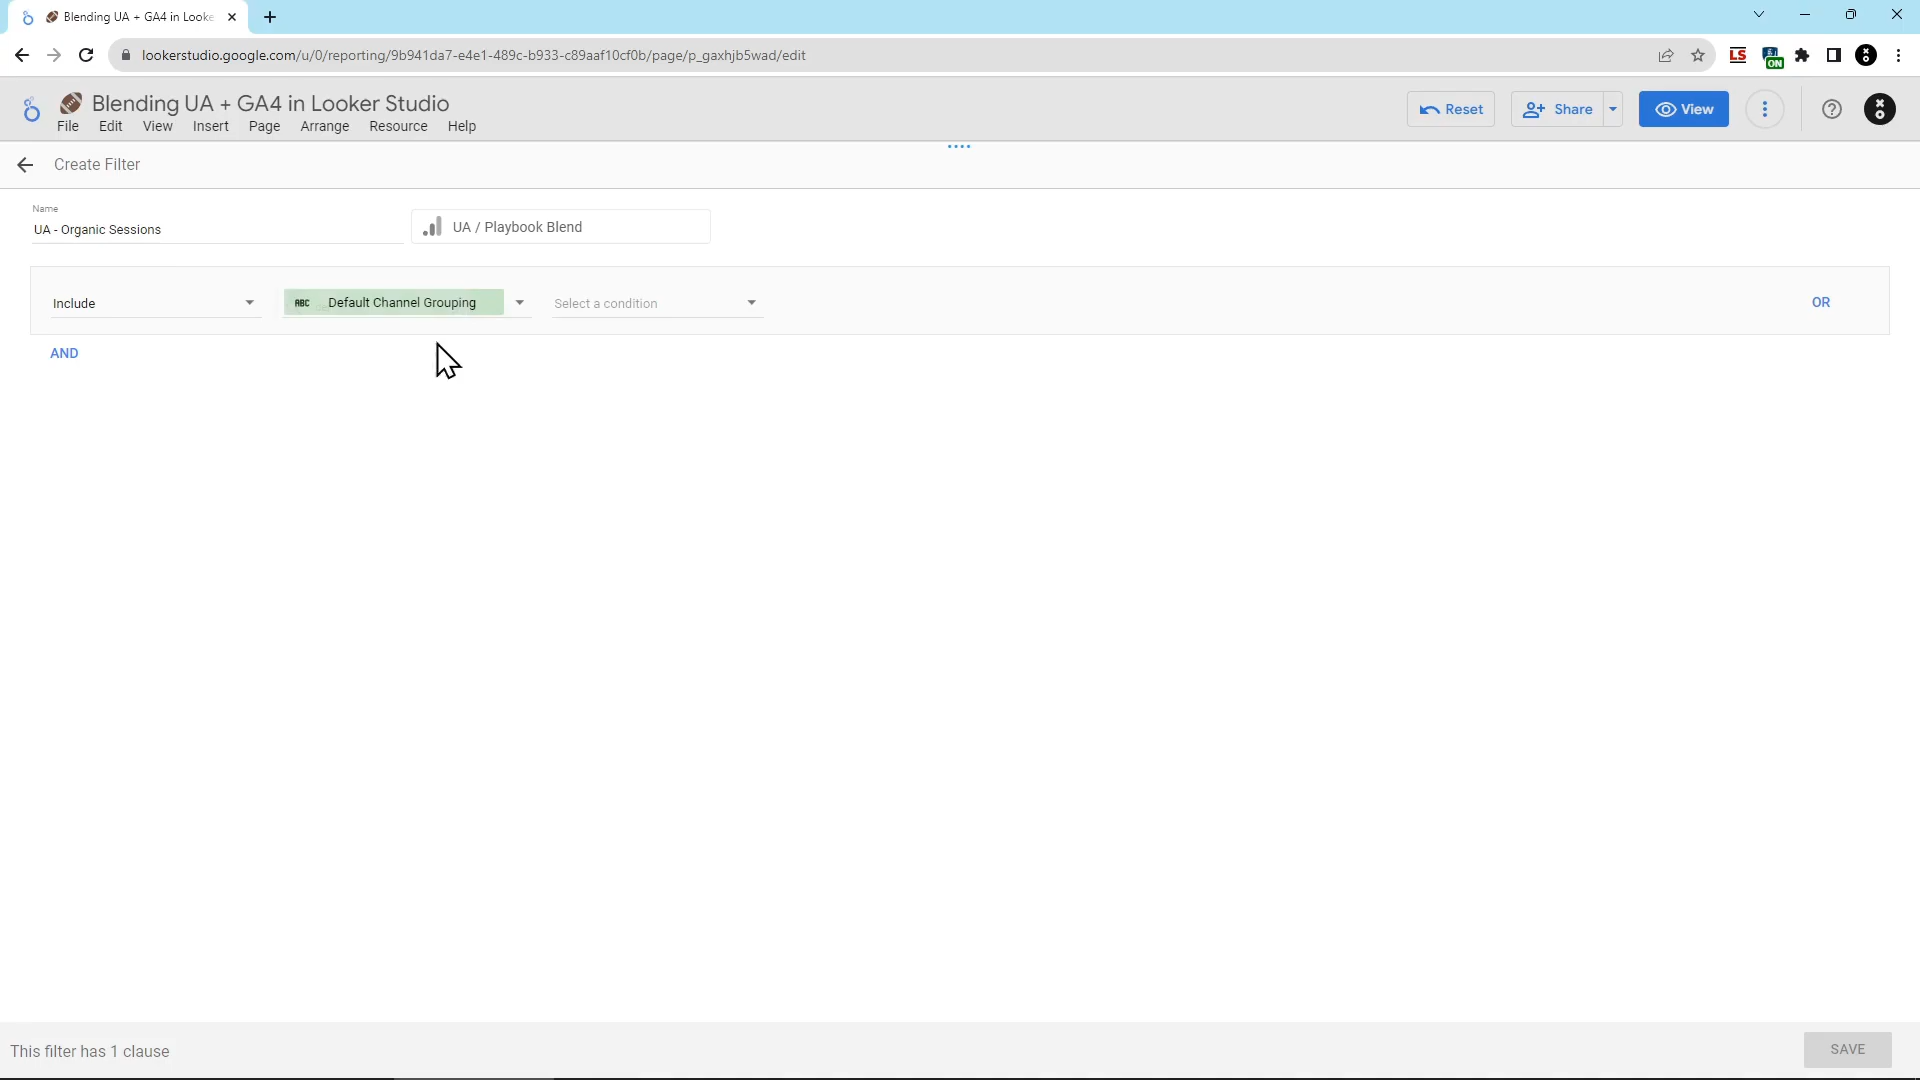 Blending UA + GA4 in Looke
lookerstudio.google.com/u/0/reporting/9b941da7-e4e1-489c-b933-c89aaf10cf0b/page/p_gaxhjb5wad/edit
LS
ON
Blending UA + GA4 in Looker Studio
File Edit View Insert Page Arrange Resource Help
Reset
Share
View
Create Filter
Name
UA - Organic Sessions
UA / Playbook Blend
Include
ABC Default Channel Grouping
Select a condition
OR
AND
This filter has 1 clause
SAVE